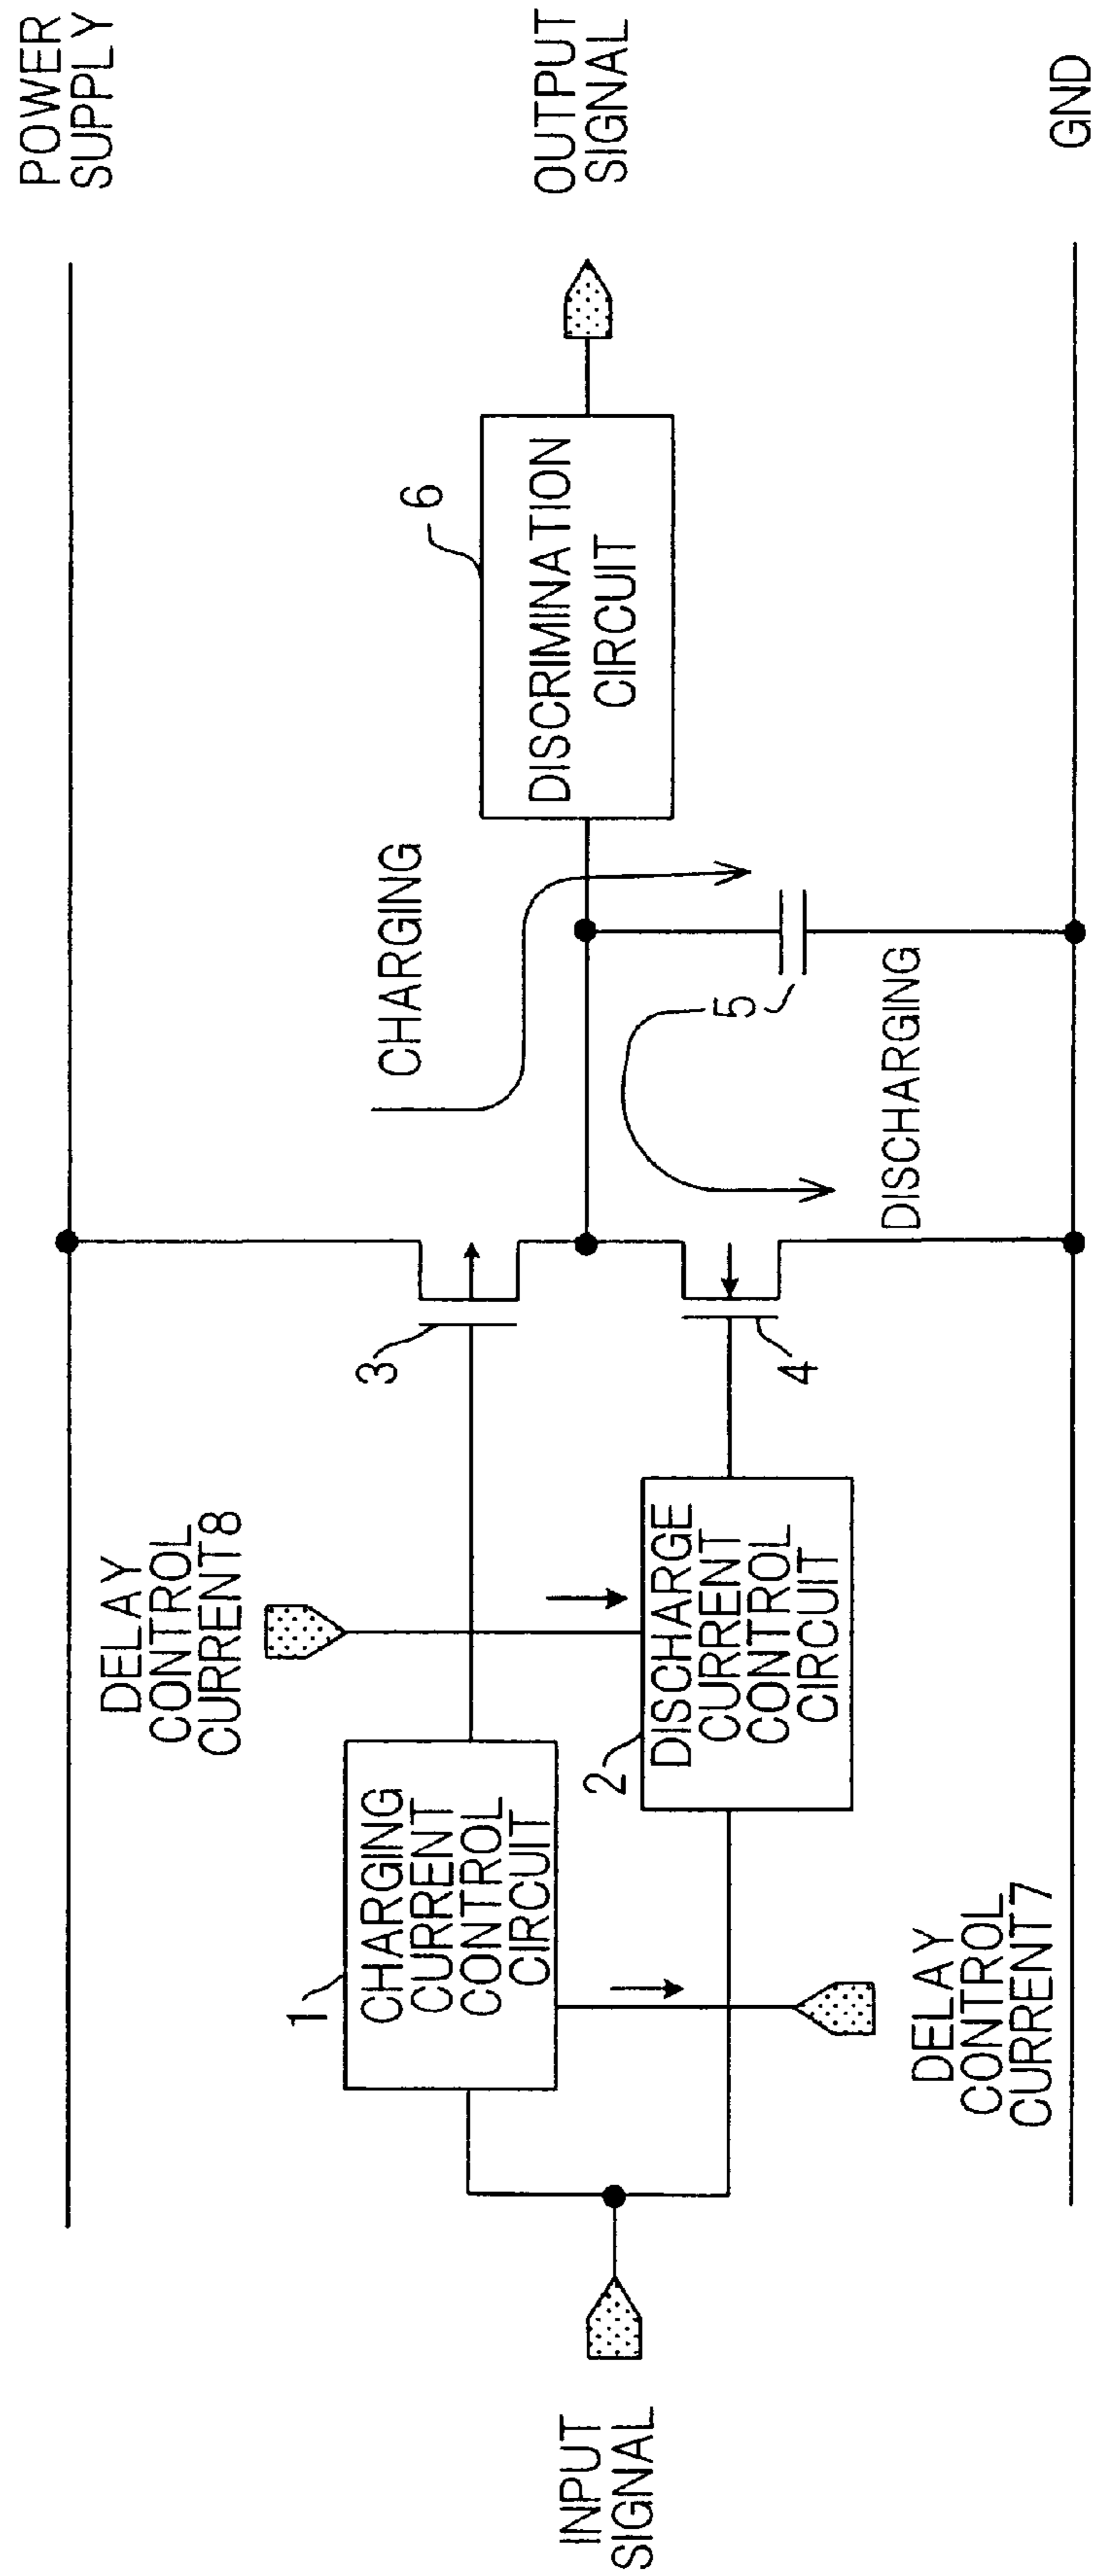 POWER
SUPPLY
DELAY
CONTROL
CURRENT8
1
CHARGING
CURRENT
CONTROL
CIRCUIT
3
CHARGING
6
DISCRIMINATION
CIRCUIT
OUTPUT
SIGNAL
INPUT
SIGNAL
2
DISCHARGE
CURRENT
CONTROL
CIRCUIT
4
5
DISCHARGING
DELAY
CONTROL
CURRENT7
GND